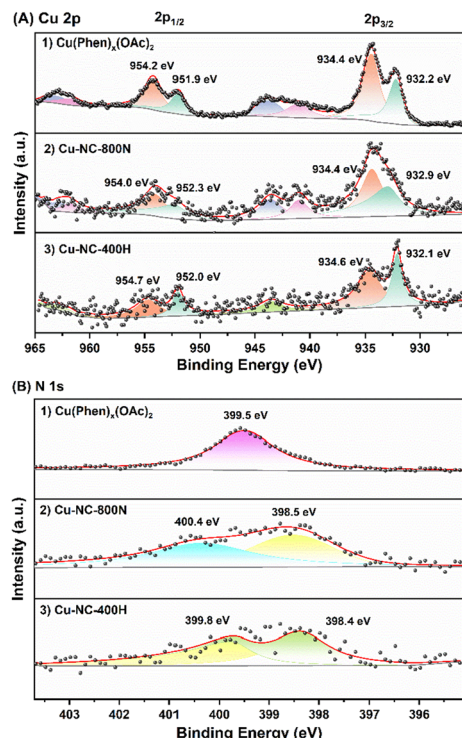 (A) Cu 2p 2p1/2 2p3/2
1) Cu(Phen)x(OAc)2
954.2 eV
951.9 eV
934.4 eV
932.2 eV
2) Cu-NC-800N
954.0 eV
952.3 eV
934.4 eV
932.9 eV
3) Cu-NC-400H
954.7 eV
952.0 eV
934.6 eV
932.1 eV
Intensity (a.u.)
965 960 955 950 945 940 935 930
Binding Energy (eV)
(B) N 1s
1) Cu(Phen)x(OAc)2
399.5 eV
2) Cu-NC-800N
400.4 eV
398.5 eV
3) Cu-NC-400H
399.8 eV
398.4 eV
Intensity (a.u.)
403 402 401 400 399 398 397 396
Binding Energy (eV)